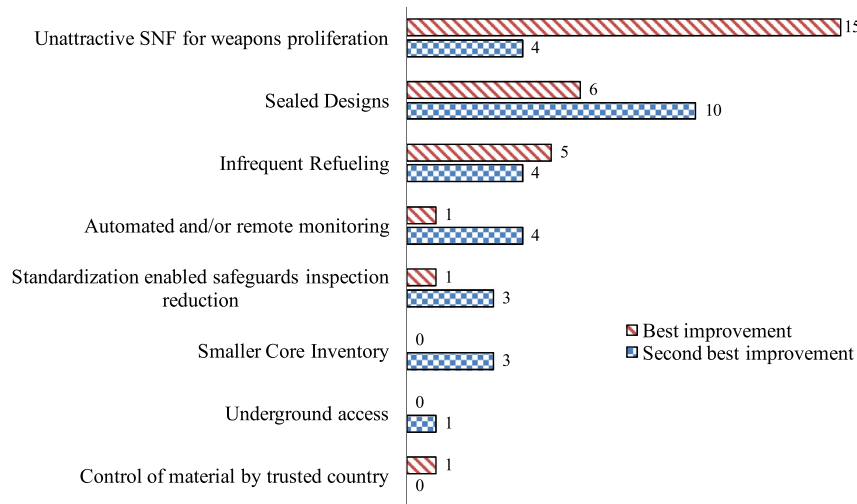 Unattractive SNF for weapons proliferation
15
4
Sealed Designs
6
10
Infrequent Refueling
5
4
Automated and/or remote monitoring
1
4
Standardization enabled safeguards inspection
reduction
1
3
Smaller Core Inventory
0
3
Best improvement
Second best improvement
Underground access
0
1
Control of material by trusted country
1
0